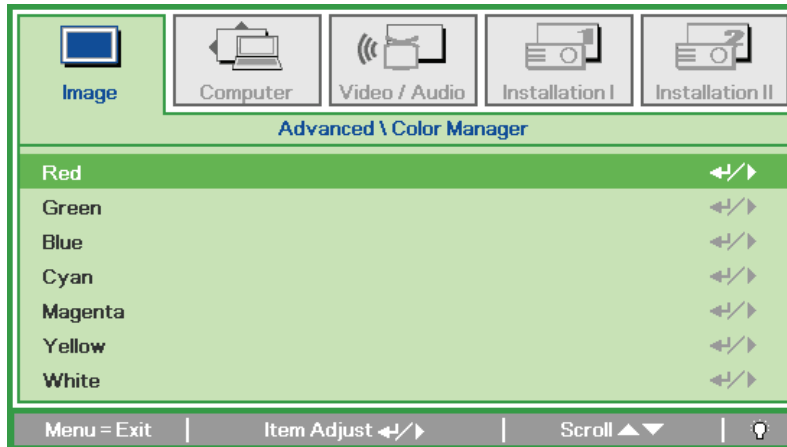 Image
Computer
Video / Audio
Installation I
Installation II
Advanced \ Color Manager
Red
Green
Blue
Cyan
Magenta
Yellow
White
Menu = Exit | Item Adjust ↵/▶ | Scroll ▲▼ |